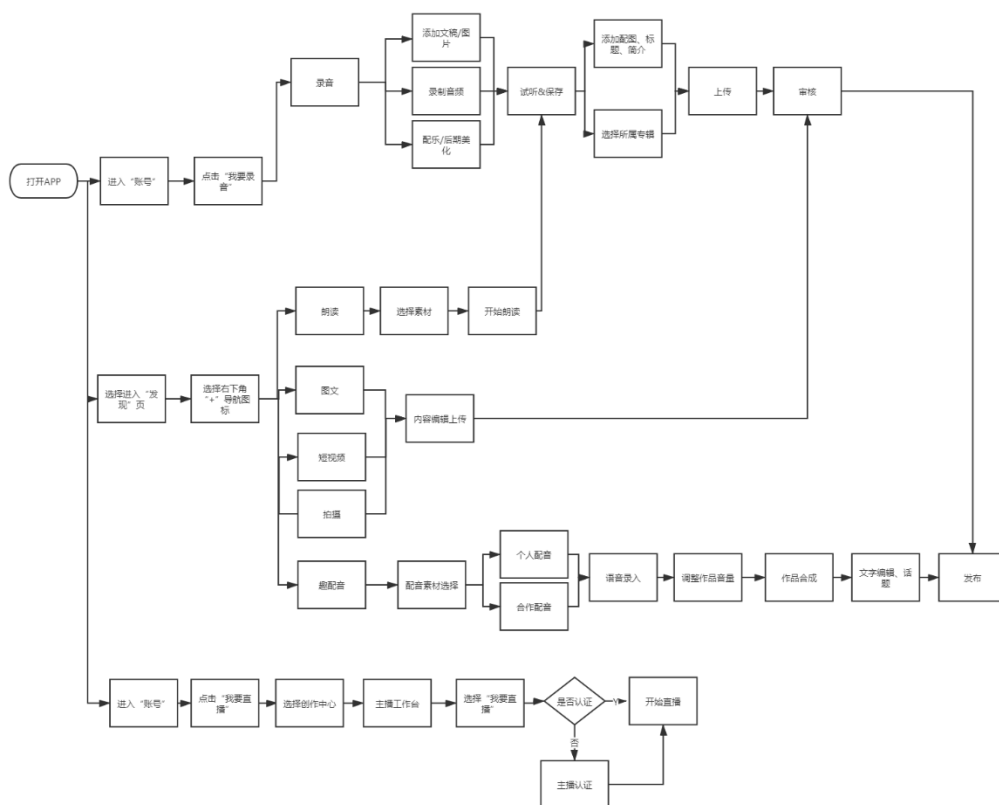 添加文稿/图
片
录音
录制音频
配乐/后期美
化
试听&保存
添加配图、标
题、简介
选择所属专辑
上传
审核
打开APP
进入“账号”
点击“我要录
音”
朗读
选择素材
开始朗读
选择进入“发
现”页
选择右下角
“+”导航图
标
图文
短视频
拍摄
内容编辑上传
趣配音
配音素材选择
个人配音
合作配音
语音录入
调整作品音量
作品合成
文字编辑、话
题
发布
进入“账号”
点击“我要直
播”
选择创作中心
主播工作台
选择“我要直
播”
是否认证
Y
开始直播
否
主播认证